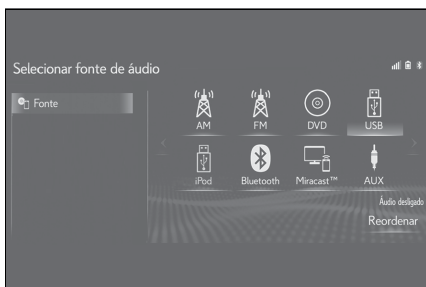 Selecionar fonte de áudio
Fonte
AM FM DVD USB
iPod Bluetooth Miracast™ AUX
Áudio desligado
Reordenar